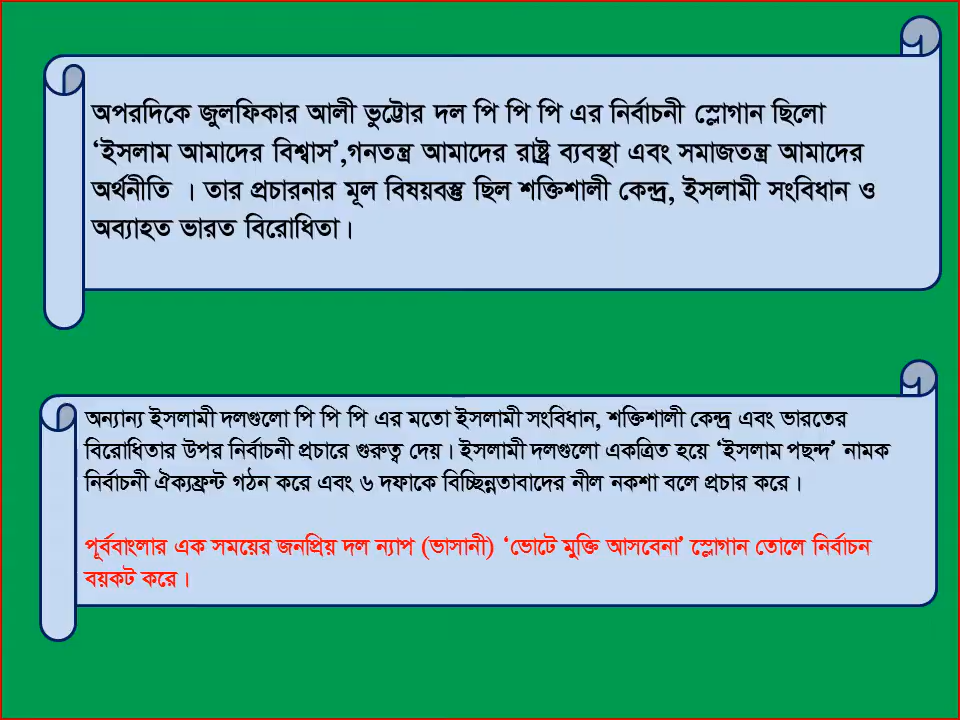 অপরদিকে জুলফিকার আলী ভুট্টোর দল পি পি পি এর নির্বাচনী স্লোগান ছিলো
‘ইসলাম আমাদের বিশ্বাস’,গনতন্ত্র আমাদের রাষ্ট্র ব্যবস্থা এবং সমাজতন্ত্র আমাদের
অর্থনীতি । তার প্রচারনার মূল বিষয়বস্তু ছিল শক্তিশালী কেন্দ্র, ইসলামী সংবিধান ও
অব্যাহত ভারত বিরোধিতা।
অন্যান্য ইসলামী দলগুলো পি পি পি এর মতো ইসলামী সংবিধান, শক্তিশালী কেন্দ্র এবং ভারতের
বিরোধিতার উপর নির্বাচনী প্রচারে গুরুত্ব দেয়। ইসলামী দলগুলো একত্রিত হয়ে ‘ইসলাম পছন্দ’ নামক
নির্বাচনী ঐক্যফ্রন্ট গঠন করে এবং ৬ দফাকে বিচ্ছিন্নতাবাদের নীল নকশা বলে প্রচার করে।
পূর্ববাংলার এক সময়ের জনপ্রিয় দল ন্যাপ (ভাসানী) ‘ভোটে মুক্তি আসবেনা’ স্লোগান তোলে নির্বাচন
বয়কট করে।